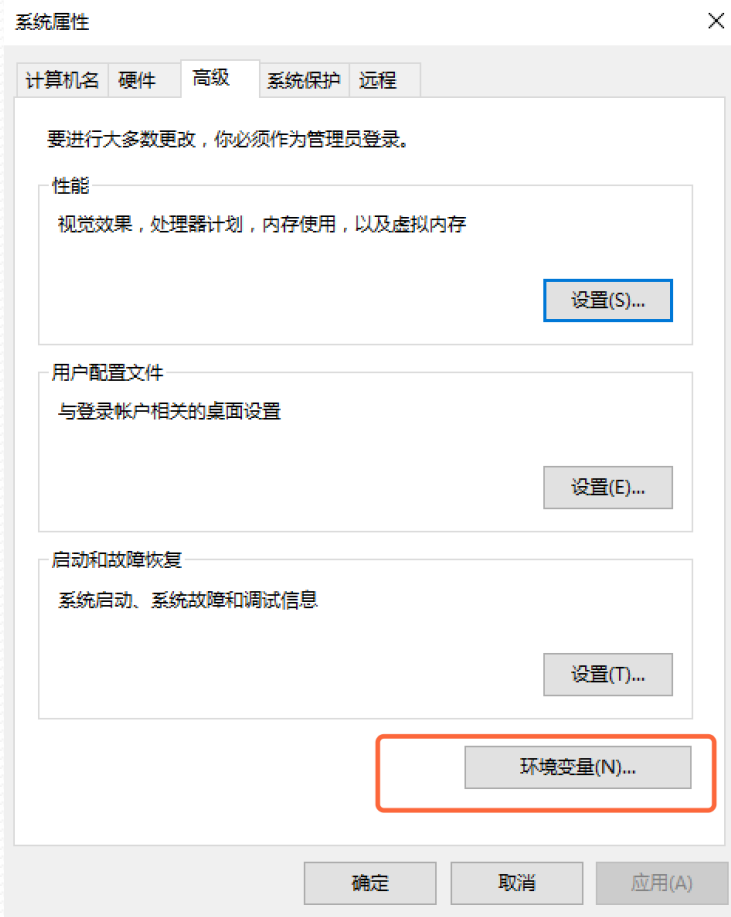 系统属性
计算机名 硬件 高级 系统保护 远程
要进行大多数更改，你必须作为管理员登录。
性能
视觉效果，处理器计划，内存使用，以及虚拟内存
设置(S)...
用户配置文件
与登录帐户相关的桌面设置
设置(E)...
启动和故障恢复
系统启动、系统故障和调试信息
设置(T)...
环境变量(N)...
确定 取消 应用(A)